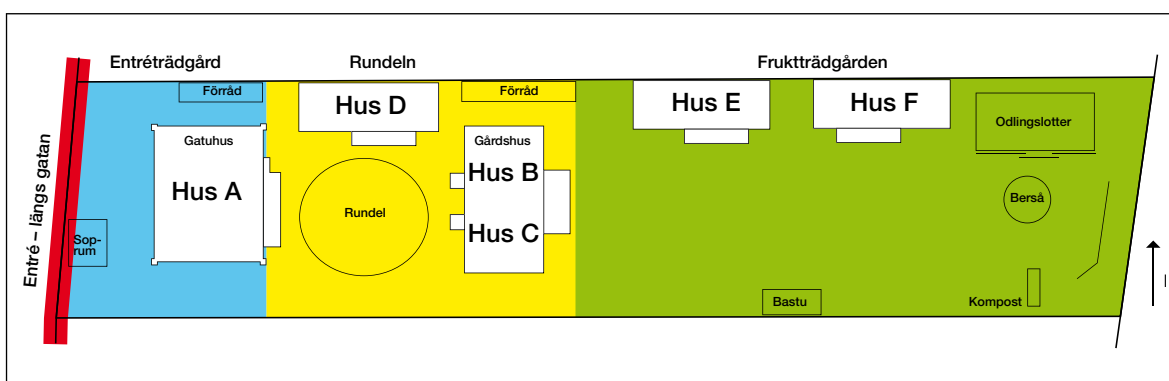 Entréträdgård
Rundeln
Fruktträdgården
Förråd
Hus D
Förråd
Hus E
Hus F
Odlingslotter
Gatuhus
Hus A
Gårdshus
Hus B
Hus C
Rundel
Berså
Entré – längs gatan
Sop-
rum
Bastu
Kompost